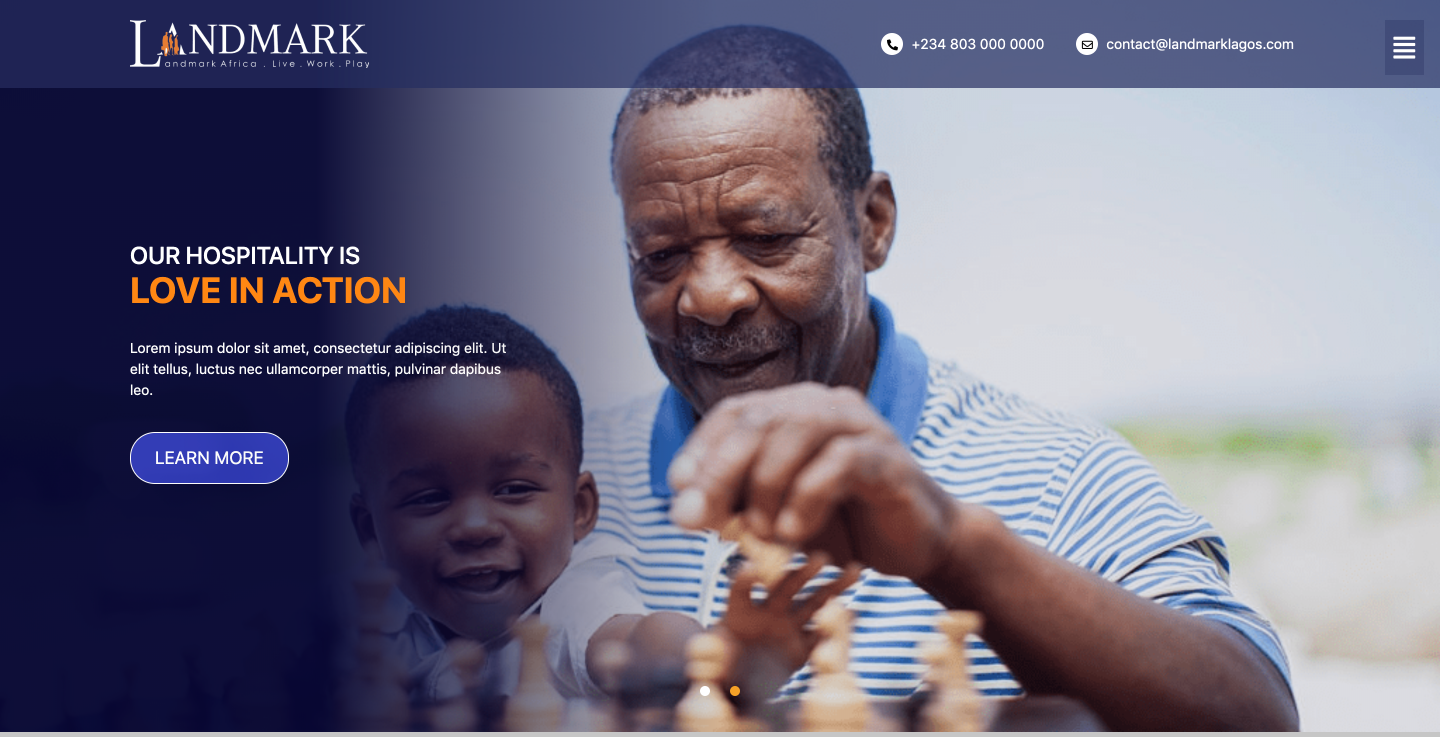 LANDMARK
Landmark Africa . Live . Work . Play
+234 803 000 0000
contact@landmarklagos.com
OUR HOSPITALITY IS
LOVE IN ACTION
Lorem ipsum dolor sit amet, consectetur adipiscing elit. Ut
elit tellus, luctus nec ullamcorper mattis, pulvinar dapibus
leo.
LEARN MORE